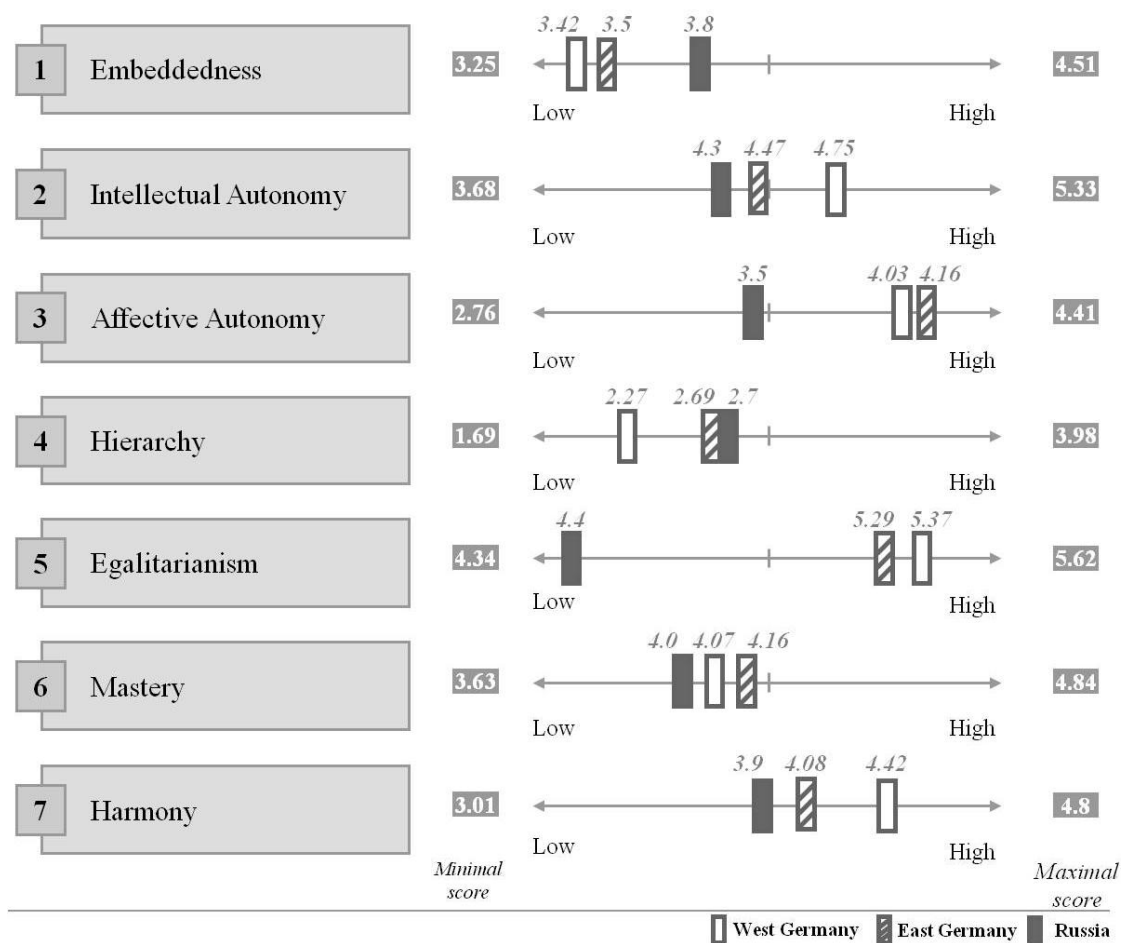 3.42 3.5 3.8
1 Embeddedness 3.25 4.51
Low High
4.3 4.47 4.75
2 Intellectual Autonomy 3.68 5.33
Low High
3.5 4.03 4.16
3 Affective Autonomy 2.76 4.41
Low High
2.27 2.69 2.7
4 Hierarchy 1.69 3.98
Low High
4.4 5.29 5.37
5 Egalitarianism 4.34 5.62
Low High
4.0 4.07 4.16
6 Mastery 3.63 4.84
Low High
3.9 4.08 4.42
7 Harmony 3.01 4.8
Low High
Minimal score Maximal score
West Germany East Germany Russia